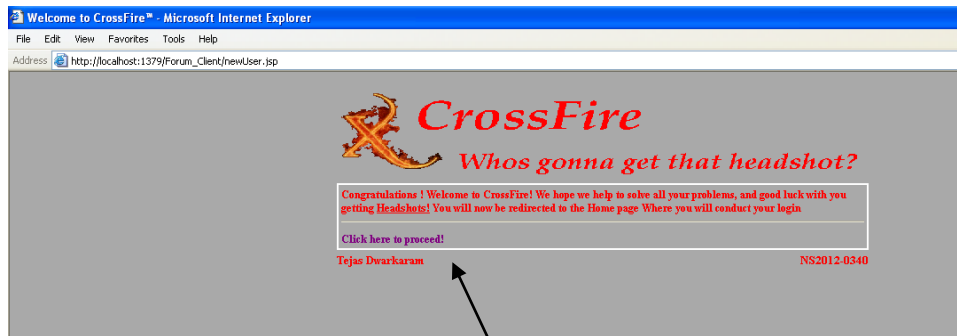 Welcome to CrossFire™ - Microsoft Internet Explorer
File Edit View Favorites Tools Help
Address http://localhost:1379/Forum_Client/newUser.jsp
CrossFire
Whos gonna get that headshot?
Congratulations ! Welcome to CrossFire! We hope we help to solve all your problems, and good luck with you
getting Headshots! You will now be redirected to the Home page Where you will conduct your login
Click here to proceed!
Tejas Dwarkaram NS2012-0340